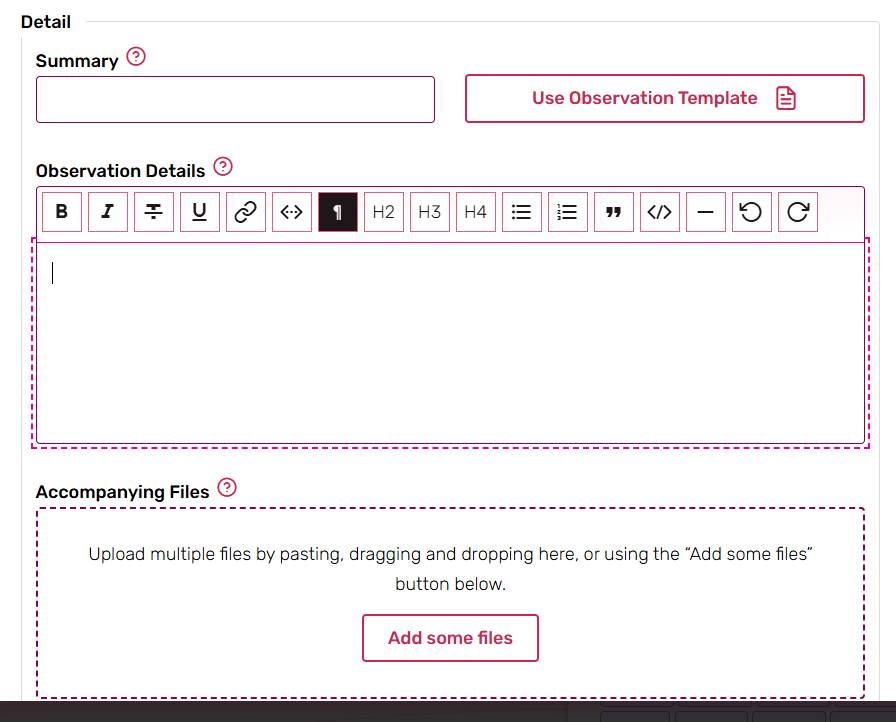 Detail
Summary
Use Observation Template
Observation Details
B I S U ¶ H2 H3 H4
Accompanying Files
Upload multiple files by pasting, dragging and dropping here, or using the “Add some files”
button below.
Add some files